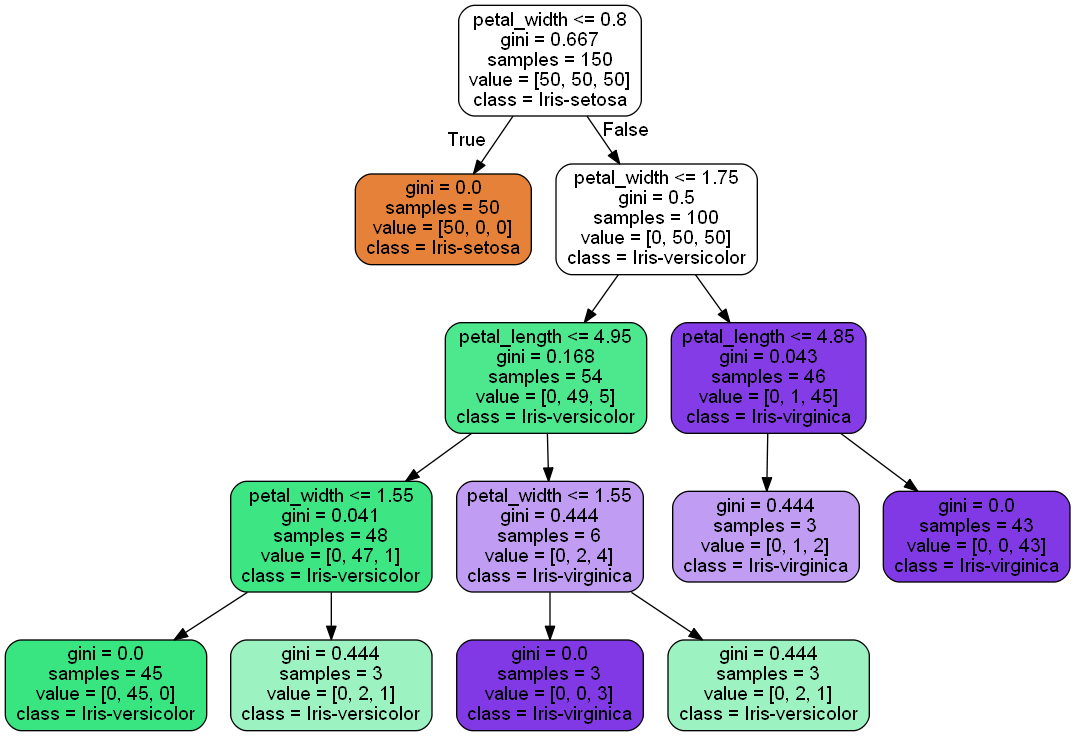 petal_width <= 0.8
gini = 0.667
samples = 150
value = [50, 50, 50]
class = Iris-setosa
True
False
gini = 0.0
samples = 50
value = [50, 0, 0]
class = Iris-setosa
petal_width <= 1.75
gini = 0.5
samples = 100
value = [0, 50, 50]
class = Iris-versicolor
petal_length <= 4.95
gini = 0.168
samples = 54
value = [0, 49, 5]
class = Iris-versicolor
petal_length <= 4.85
gini = 0.043
samples = 46
value = [0, 1, 45]
class = Iris-virginica
petal_width <= 1.55
gini = 0.041
samples = 48
value = [0, 47, 1]
class = Iris-versicolor
petal_width <= 1.55
gini = 0.444
samples = 6
value = [0, 2, 4]
class = Iris-virginica
gini = 0.444
samples = 3
value = [0, 1, 2]
class = Iris-virginica
gini = 0.0
samples = 43
value = [0, 0, 43]
class = Iris-virginica
gini = 0.0
samples = 45
value = [0, 45, 0]
class = Iris-versicolor
gini = 0.444
samples = 3
value = [0, 2, 1]
class = Iris-versicolor
gini = 0.0
samples = 3
value = [0, 0, 3]
class = Iris-virginica
gini = 0.444
samples = 3
value = [0, 2, 1]
class = Iris-versicolor